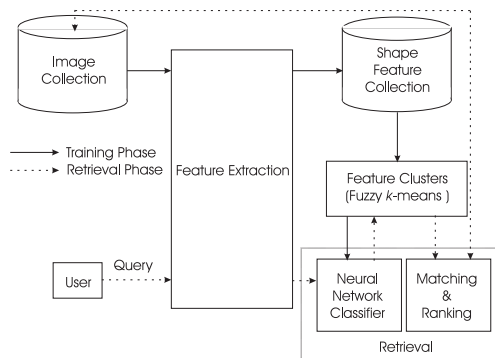 Image
Collection
Shape
Feature
Collection
Training Phase
Retrieval Phase
Feature Extraction
Feature Clusters
(Fuzzy k-means )
User
Query
Neural
Network
Classifier
Matching
&
Ranking
Retrieval